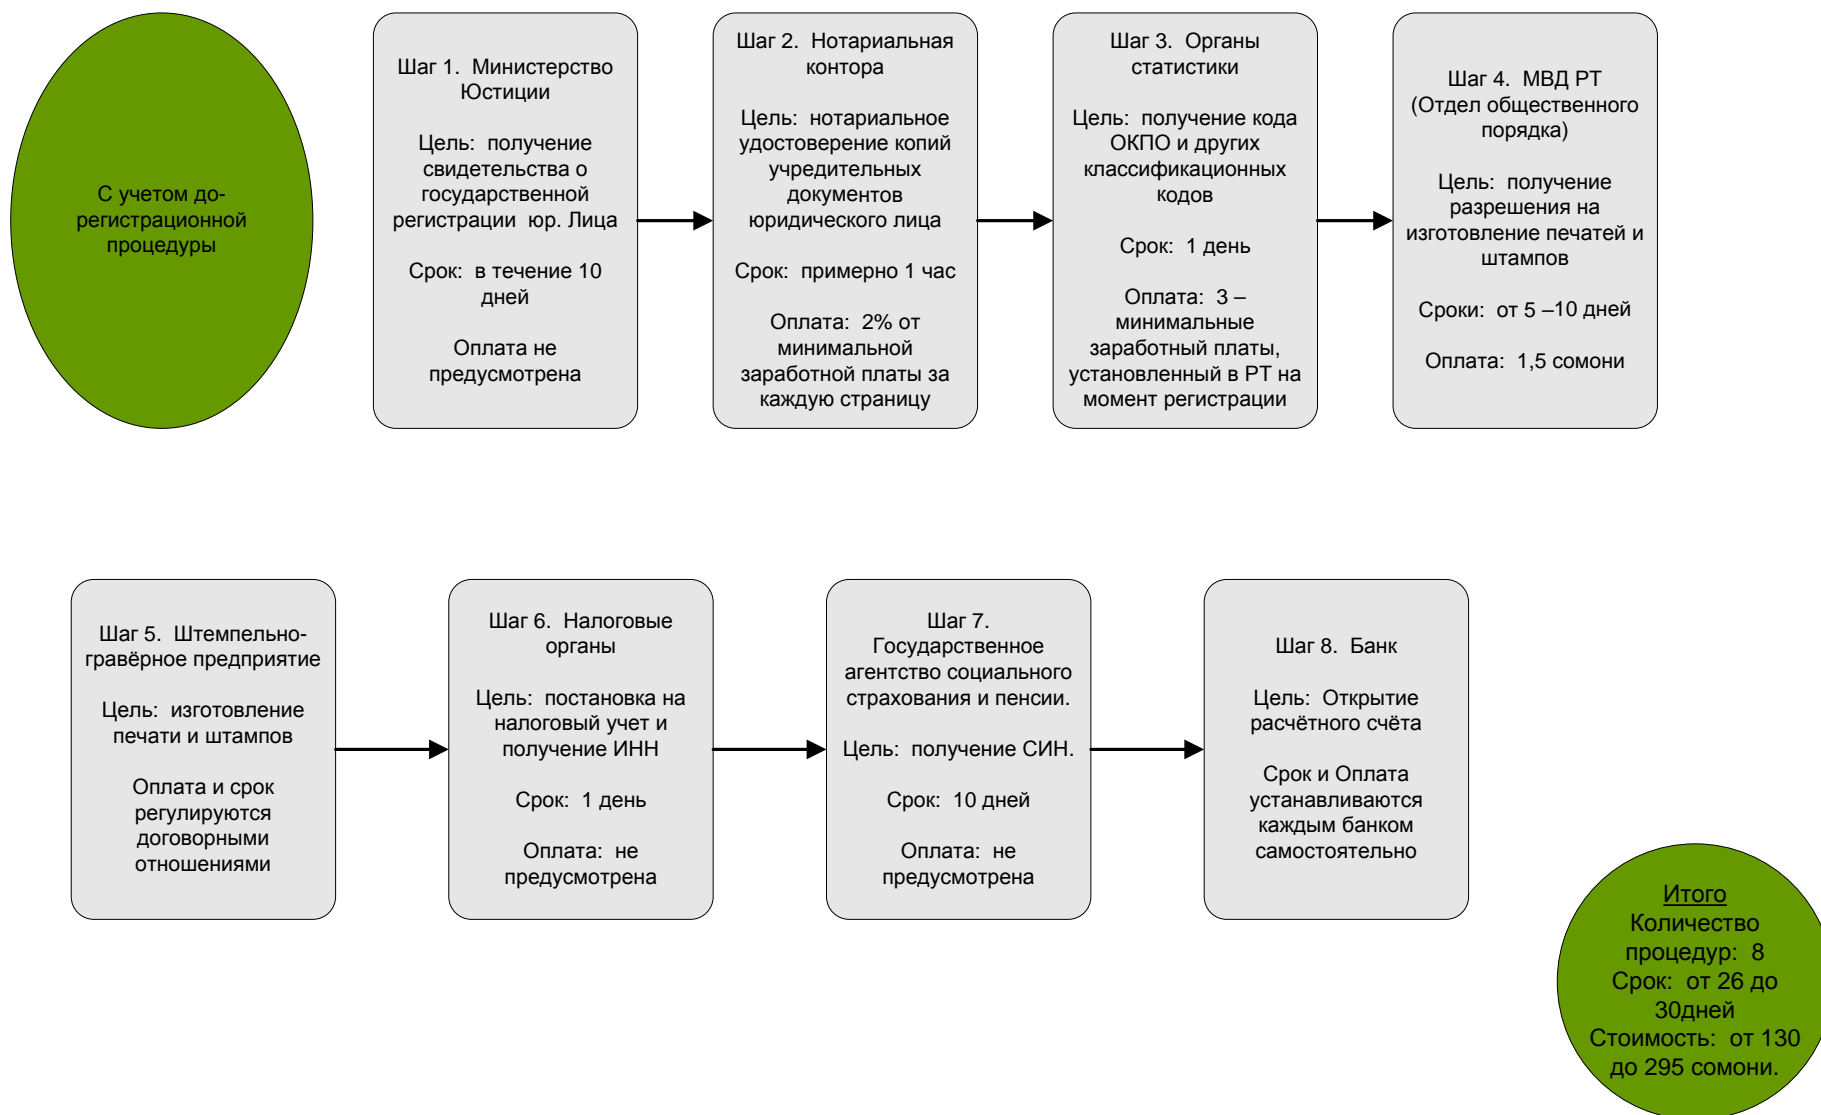 С учетом до-
регистрационной
процедуры
Шаг 1. Министерство
Юстиции
Цель: получение
свидетельства о
государственной
регистрации юр. Лица
Срок: в течение 10
дней
Оплата не
предусмотрена
Шаг 2. Нотариальная
контора
Цель: нотариальное
удостоверение копий
учредительных
документов
юридического лица
Срок: примерно 1 час
Оплата: 2% от
минимальной
заработной платы за
каждую страницу
Шаг 3. Органы
статистики
Цель: получение кода
ОКПО и других
классификационных
кодов
Срок: 1 день
Оплата: 3 –
минимальные
заработный платы,
установленный в РТ на
момент регистрации
Шаг 4. МВД РТ
(Отдел общественного
порядка)
Цель: получение
разрешения на
изготовление печатей и
штампов
Сроки: от 5 –10 дней
Оплата: 1,5 сомони
Шаг 5. Штемпельно-
гравёрное предприятие
Цель: изготовление
печати и штампов
Оплата и срок
регулируются
договорными
отношениями
Шаг 6. Налоговые
органы
Цель: постановка на
налоговый учет и
получение ИНН
Срок: 1 день
Оплата: не
предусмотрена
Шаг 7.
Государственное
агентство социального
страхования и пенсии.
Цель: получение СИН.
Срок: 10 дней
Оплата: не
предусмотрена
Шаг 8. Банк
Цель: Открытие
расчётного счёта
Срок и Оплата
устанавливаются
каждым банком
самостоятельно
Итого
Количество
процедур: 8
Срок: от 26 до
30дней
Стоимость: от 130
до 295 сомони.